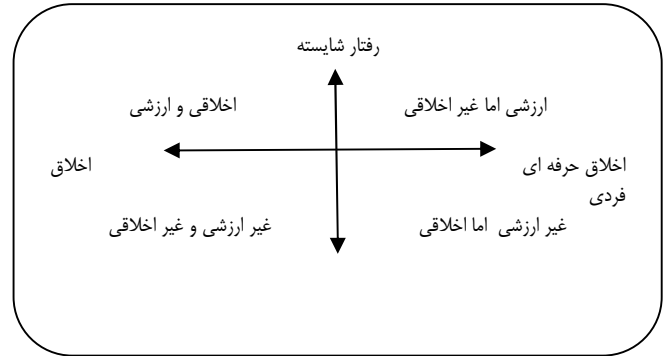 رفتار شایسته
ارزشی اما غیر اخلاقی
اخلاقی و ارزشی
اخلاق حرفه ای
فردی
اخلاق
غیر ارزشی اما اخلاقی
غیر ارزشی و غیر اخلاقی